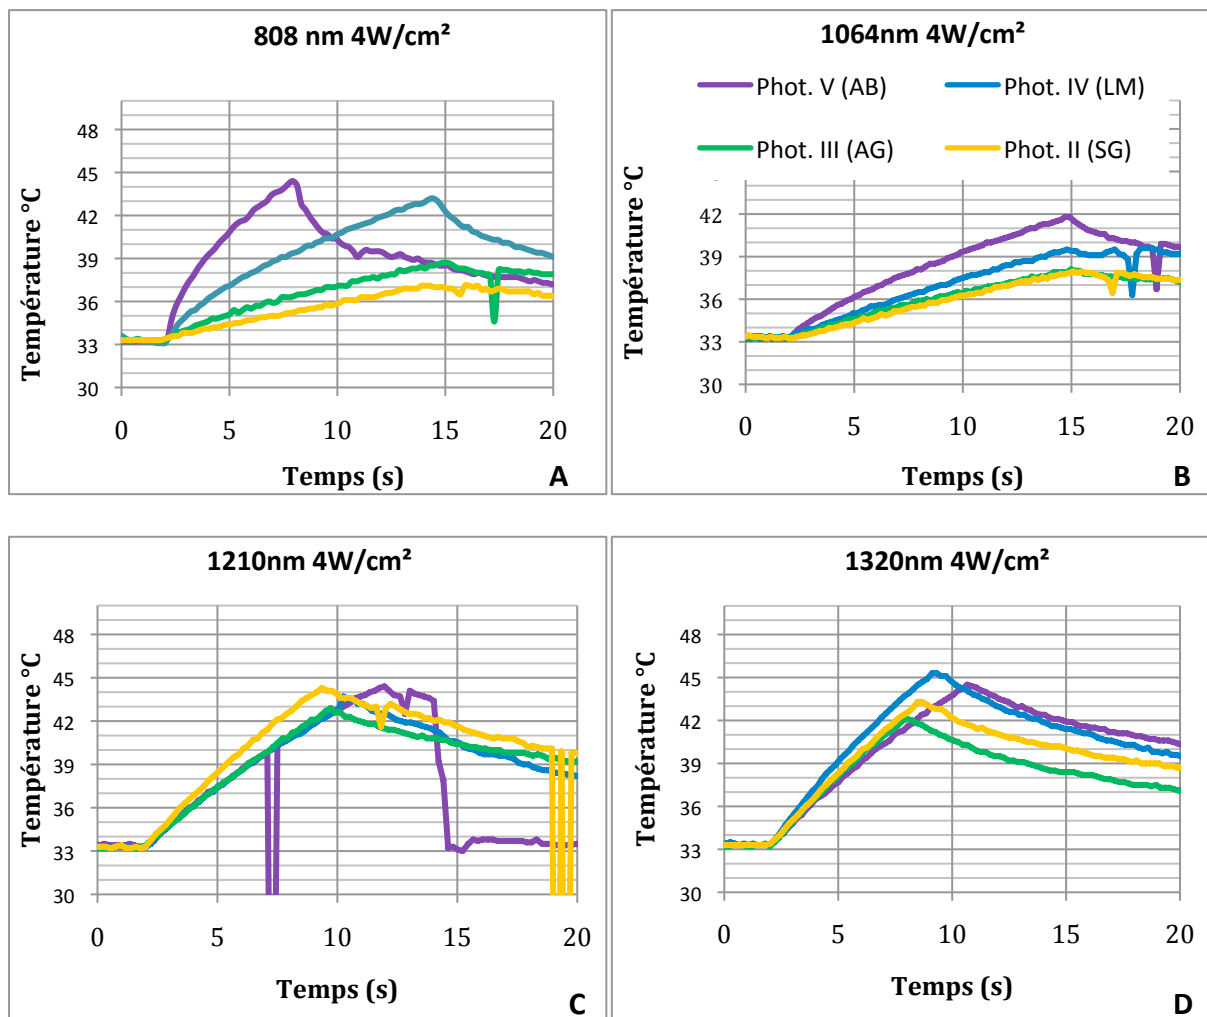 808 nm 4W/cm²
Température °C
48
45
42
39
36
33
30
0 5 10 15 20
Temps (s)
A
1064nm 4W/cm²
Phot. V (AB) Phot. IV (LM)
Phot. III (AG) Phot. II (SG)
Température °C
48
45
42
39
36
33
30
0 5 10 15 20
Temps (s)
B
1210nm 4W/cm²
Température °C
48
45
42
39
36
33
30
0 5 10 15 20
Temps (s)
C
1320nm 4W/cm²
Température °C
48
45
42
39
36
33
30
0 5 10 15 20
Temps (s)
D